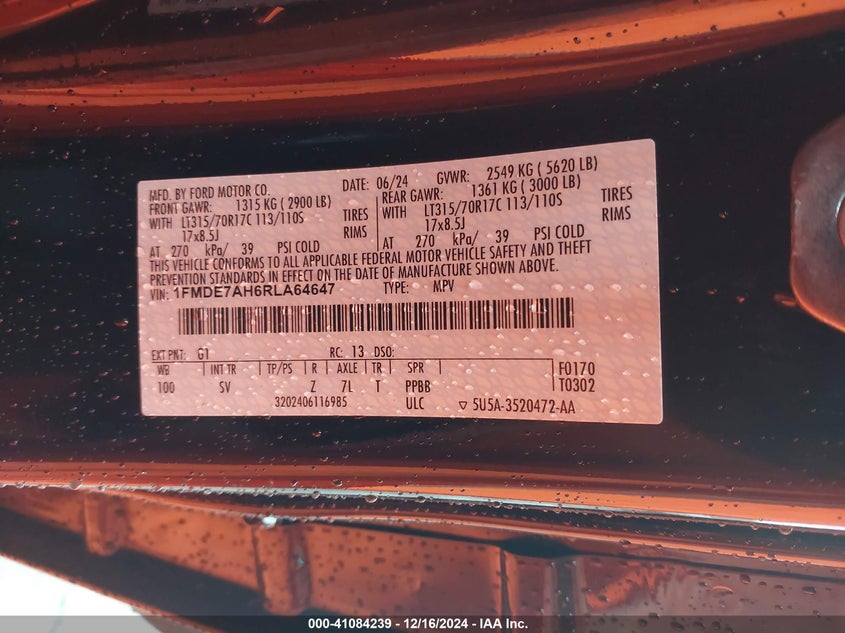 MFD. BY FORD MOTOR CO. DATE: 06/24 GVWR: 2549 KG ( 5620 LB)
FRONT GAWR: 1315 KG ( 2900 LB) REAR GAWR: 1361 KG ( 3000 LB)
WITH LT315/70R17C 113/110S TIRES WITH LT315/70R17C 113/110S TIRES
17x8.5J RIMS 17x8.5J RIMS
AT 270 kPa/ 39 PSI COLD AT 270 kPa/ 39 PSI COLD
THIS VEHICLE CONFORMS TO ALL APPLICABLE FEDERAL MOTOR VEHICLE SAFETY AND THEFT
PREVENTION STANDARDS IN EFFECT ON THE DATE OF MANUFACTURE SHOWN ABOVE.
VIN: 1FMDE7AH6RLA64647 TYPE: MPV
EXT PNT: G1 RC: 13 DSO:
WB INT TR TP/PS R AXLE TR SPR F0170
100 SV Z 7L T PPBB T0302
3202406116985 ULC ▽ 5U5A-3520472-AA
000-41084239 / 12/16/2024 - IAA Inc.